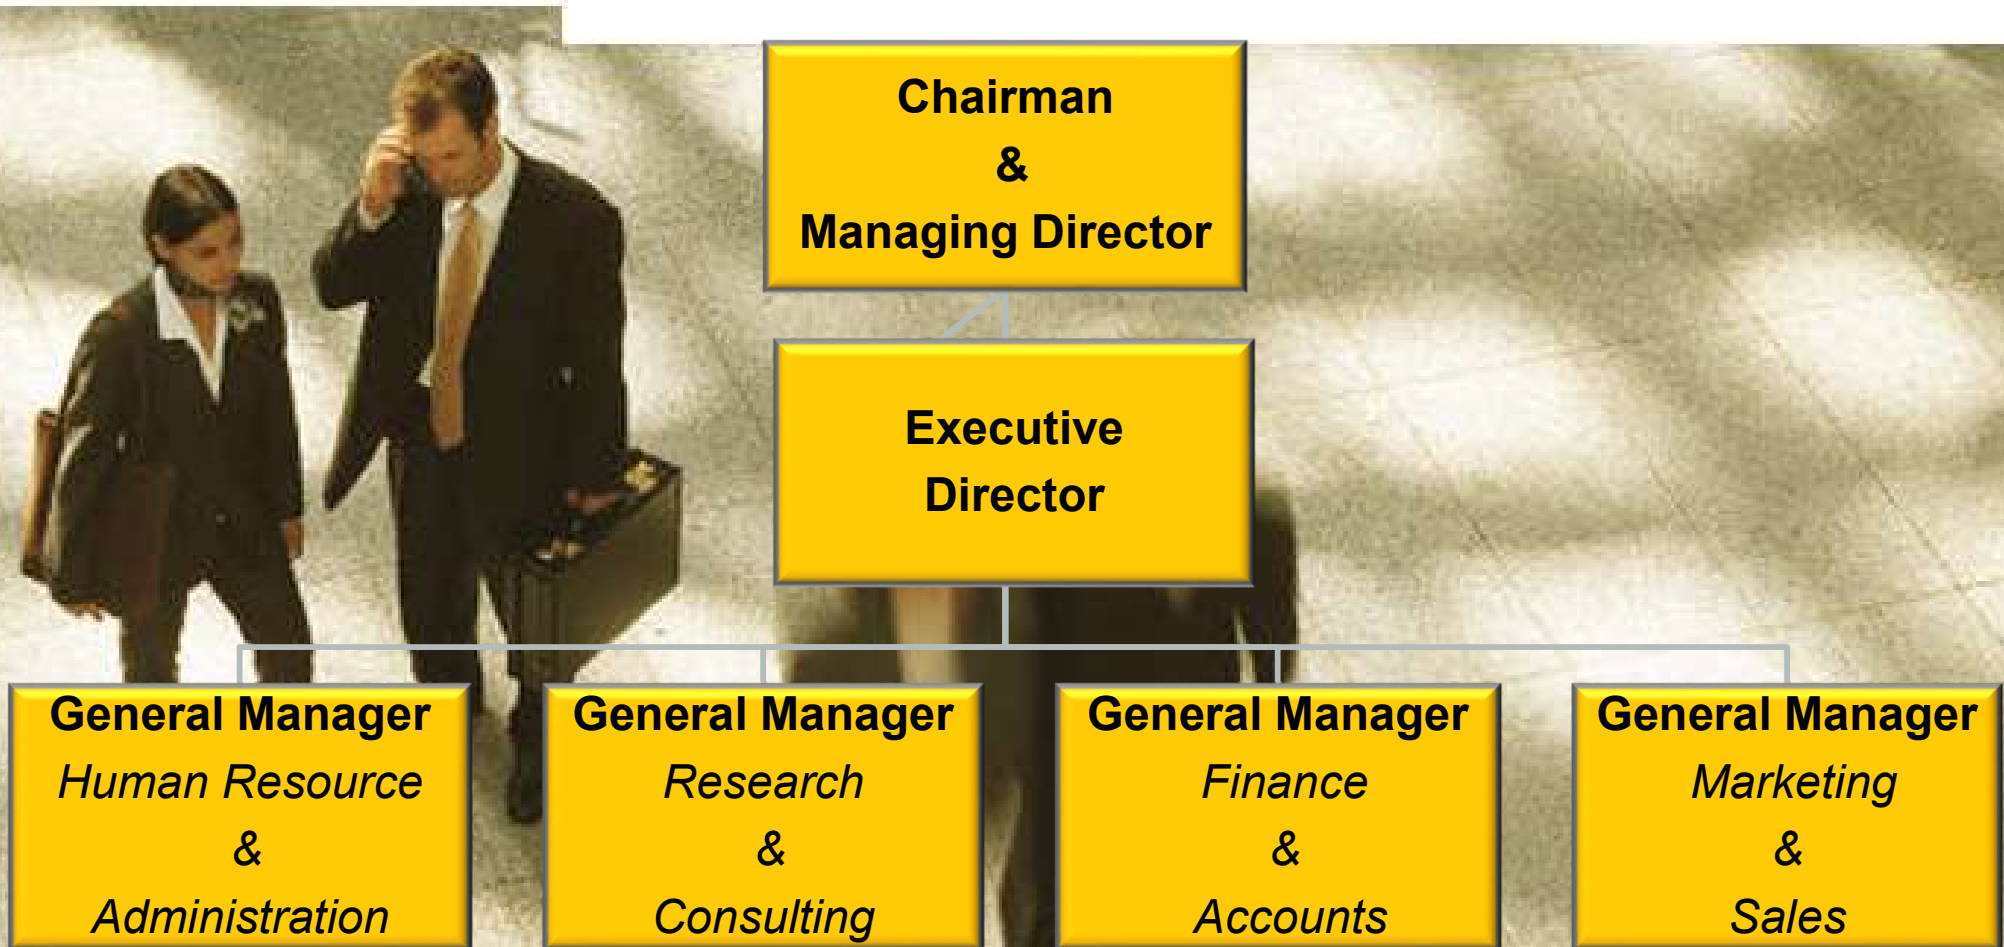 Chairman
&
Managing Director
Executive
Director
General Manager
Human Resource
&
Administration
General Manager
Research
&
Consulting
General Manager
Finance
&
Accounts
General Manager
Marketing
&
Sales